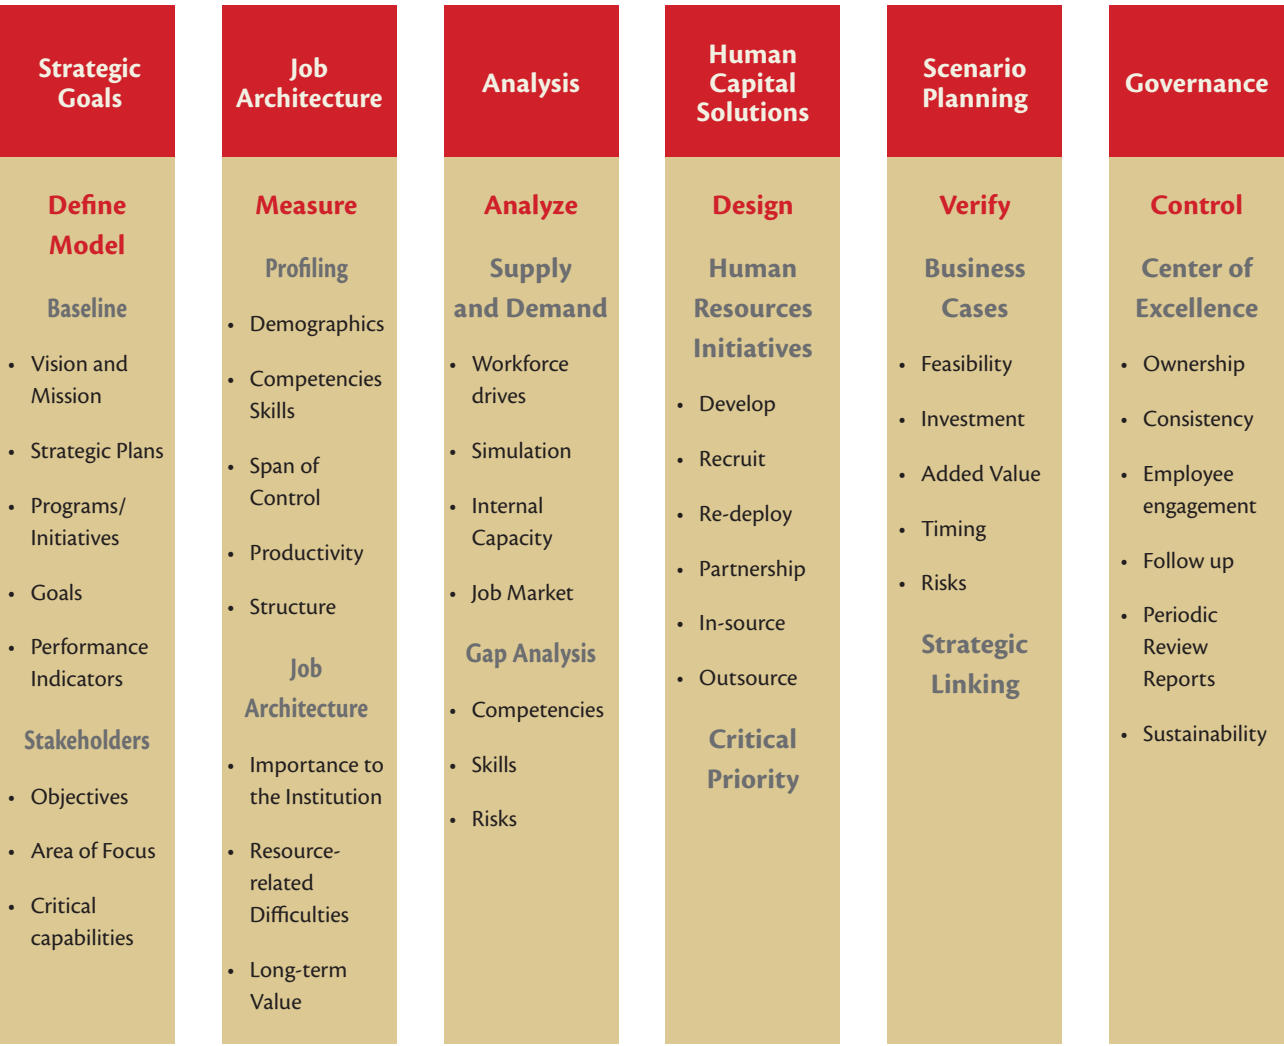 Strategic
Goals
Define
Model
Baseline
• Vision and
Mission
• Strategic Plans
• Programs/
Initiatives
• Goals
• Performance
Indicators
Stakeholders
• Objectives
• Area of Focus
• Critical
capabilities
Job
Architecture
Measure
Profiling
• Demographics
• Competencies
Skills
• Span of
Control
• Productivity
• Structure
Job
Architecture
• Importance to
the Institution
• Resource-
related
Difficulties
• Long-term
Value
Analysis
Analyze
Supply
and Demand
• Workforce
drives
• Simulation
• Internal
Capacity
• Job Market
Gap Analysis
• Competencies
• Skills
• Risks
Human
Capital
Solutions
Design
Human
Resources
Initiatives
• Develop
• Recruit
• Re-deploy
• Partnership
• In-source
• Outsource
Critical
Priority
Scenario
Planning
Verify
Business
Cases
• Feasibility
• Investment
• Added Value
• Timing
• Risks
Strategic
Linking
Governance
Control
Center of
Excellence
• Ownership
• Consistency
• Employee
engagement
• Follow up
• Periodic
Review
Reports
• Sustainability